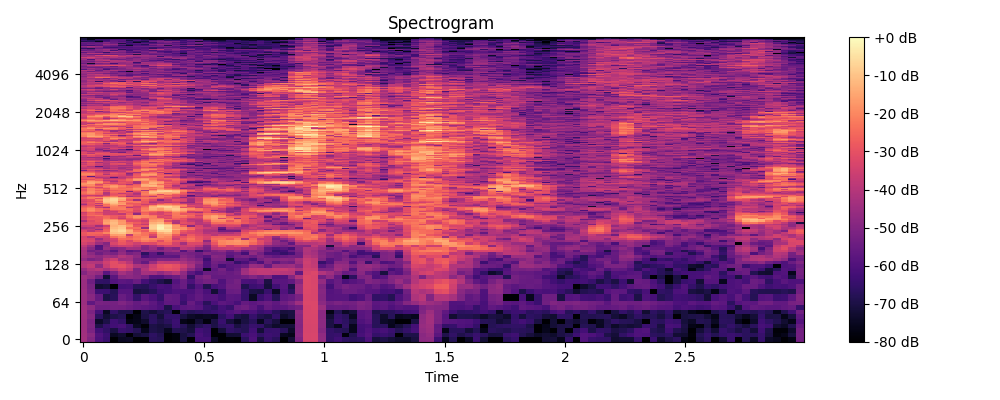 Spectrogram
+0 dB
4096
-10 dB
2048
-20 dB
1024
-30 dB
Hz
512
-40 dB
256
-50 dB
128
-60 dB
64
-70 dB
0
-80 dB
0 0.5 1 1.5 2 2.5
Time